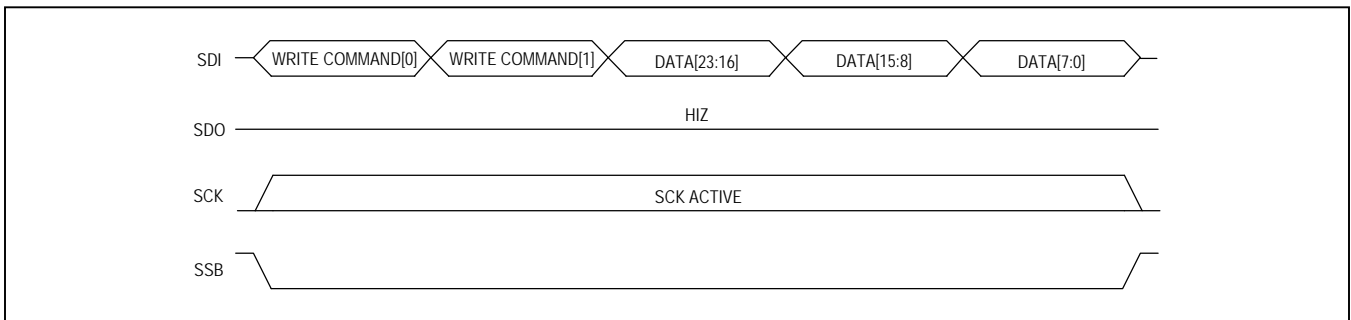 SDI WRITE COMMAND[0] WRITE COMMAND[1] DATA[23:16] DATA[15:8] DATA[7:0]
SDO HIZ
SCK SCK ACTIVE
SSB